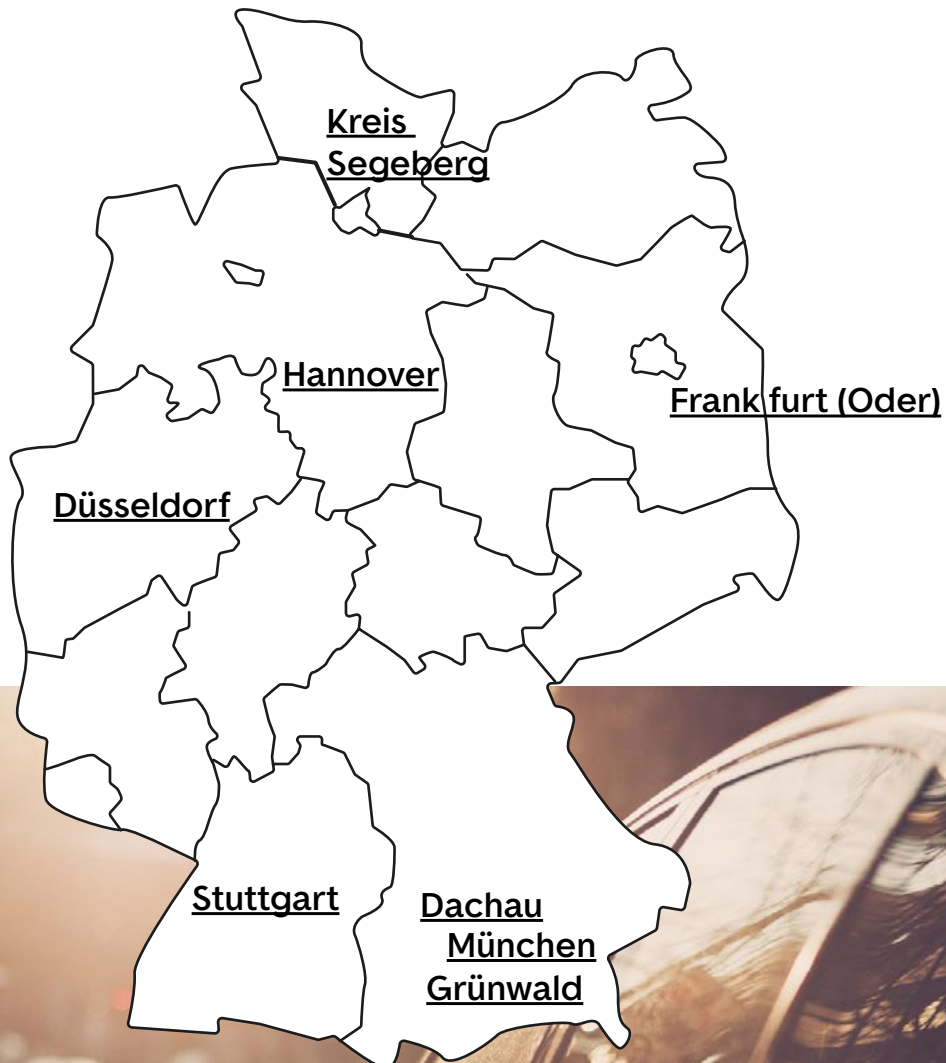 Kreis
Segeberg
Hannover
Frank furt (Oder)
Düsseldorf
Stuttgart
Dachau
München
Grünwald